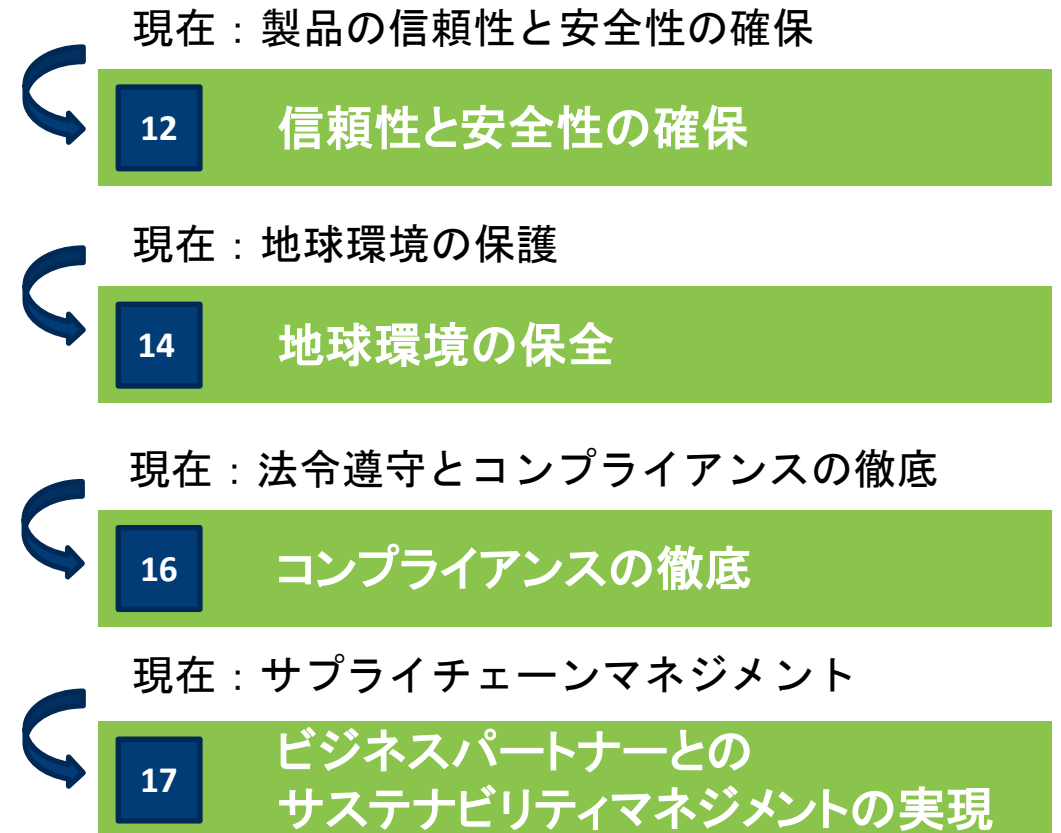 現在：製品の信頼性と安全性の確保
12 信頼性と安全性の確保
現在：地球環境の保護
14 地球環境の保全
現在：法令遵守とコンプライアンスの徹底
16 コンプライアンスの徹底
現在：サプライチェーンマネジメント
17 ビジネスパートナーとの
サステナビリティマネジメントの実現